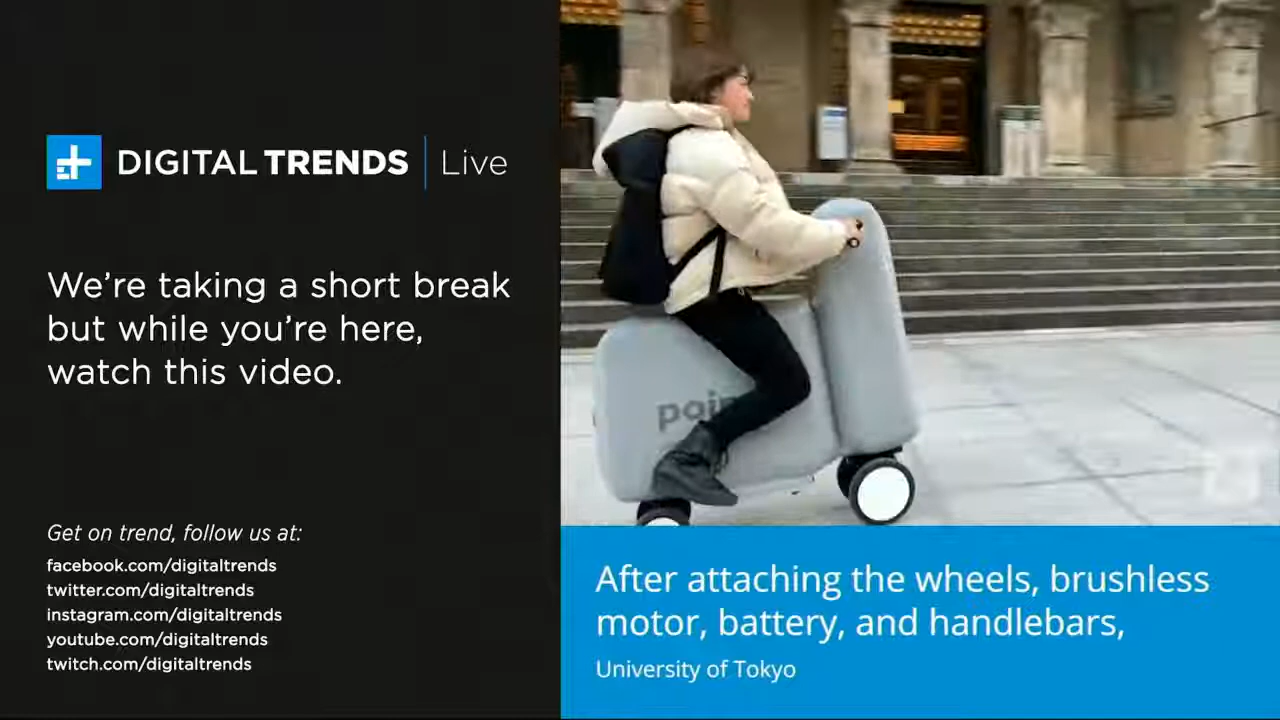 DIGITAL TRENDS Live
We're taking a short break
but while you're here,
watch this video.
Get on trend, follow us at:
facebook.com/digitaltrends
twitter.com/digitaltrends
instagram.com/digitaltrends
youtube.com/digitaltrends
twitch.com/digitaltrends
After attaching the wheels, brushless
motor, battery, and handlebars,
University of Tokyo